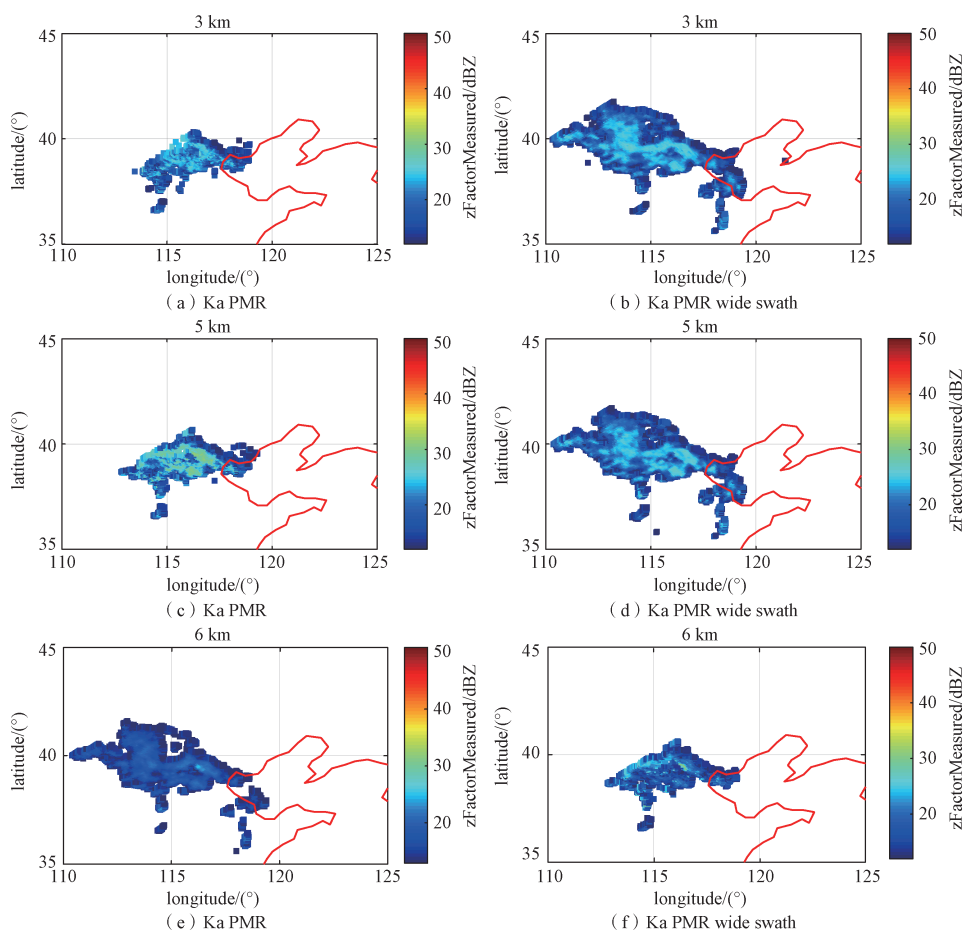 3 km
45
40
35
110
115
120
125
latitude/(°)
longitude/(°)
50
40
30
20
zFactorMeasured/dBZ
（a）Ka PMR
3 km
45
40
35
110
115
120
125
latitude/(°)
longitude/(°)
50
40
30
20
zFactorMeasured/dBZ
（b）Ka PMR wide swath
5 km
45
40
35
110
115
120
125
latitude/(°)
longitude/(°)
50
40
30
20
zFactorMeasured/dBZ
（c）Ka PMR
5 km
45
40
35
110
115
120
125
latitude/(°)
longitude/(°)
50
40
30
20
zFactorMeasured/dBZ
（d）Ka PMR wide swath
6 km
45
40
35
110
115
120
125
latitude/(°)
longitude/(°)
50
40
30
20
zFactorMeasured/dBZ
（e）Ka PMR
6 km
45
40
35
110
115
120
125
latitude/(°)
longitude/(°)
50
40
30
20
zFactorMeasured/dBZ
（f）Ka PMR wide swath